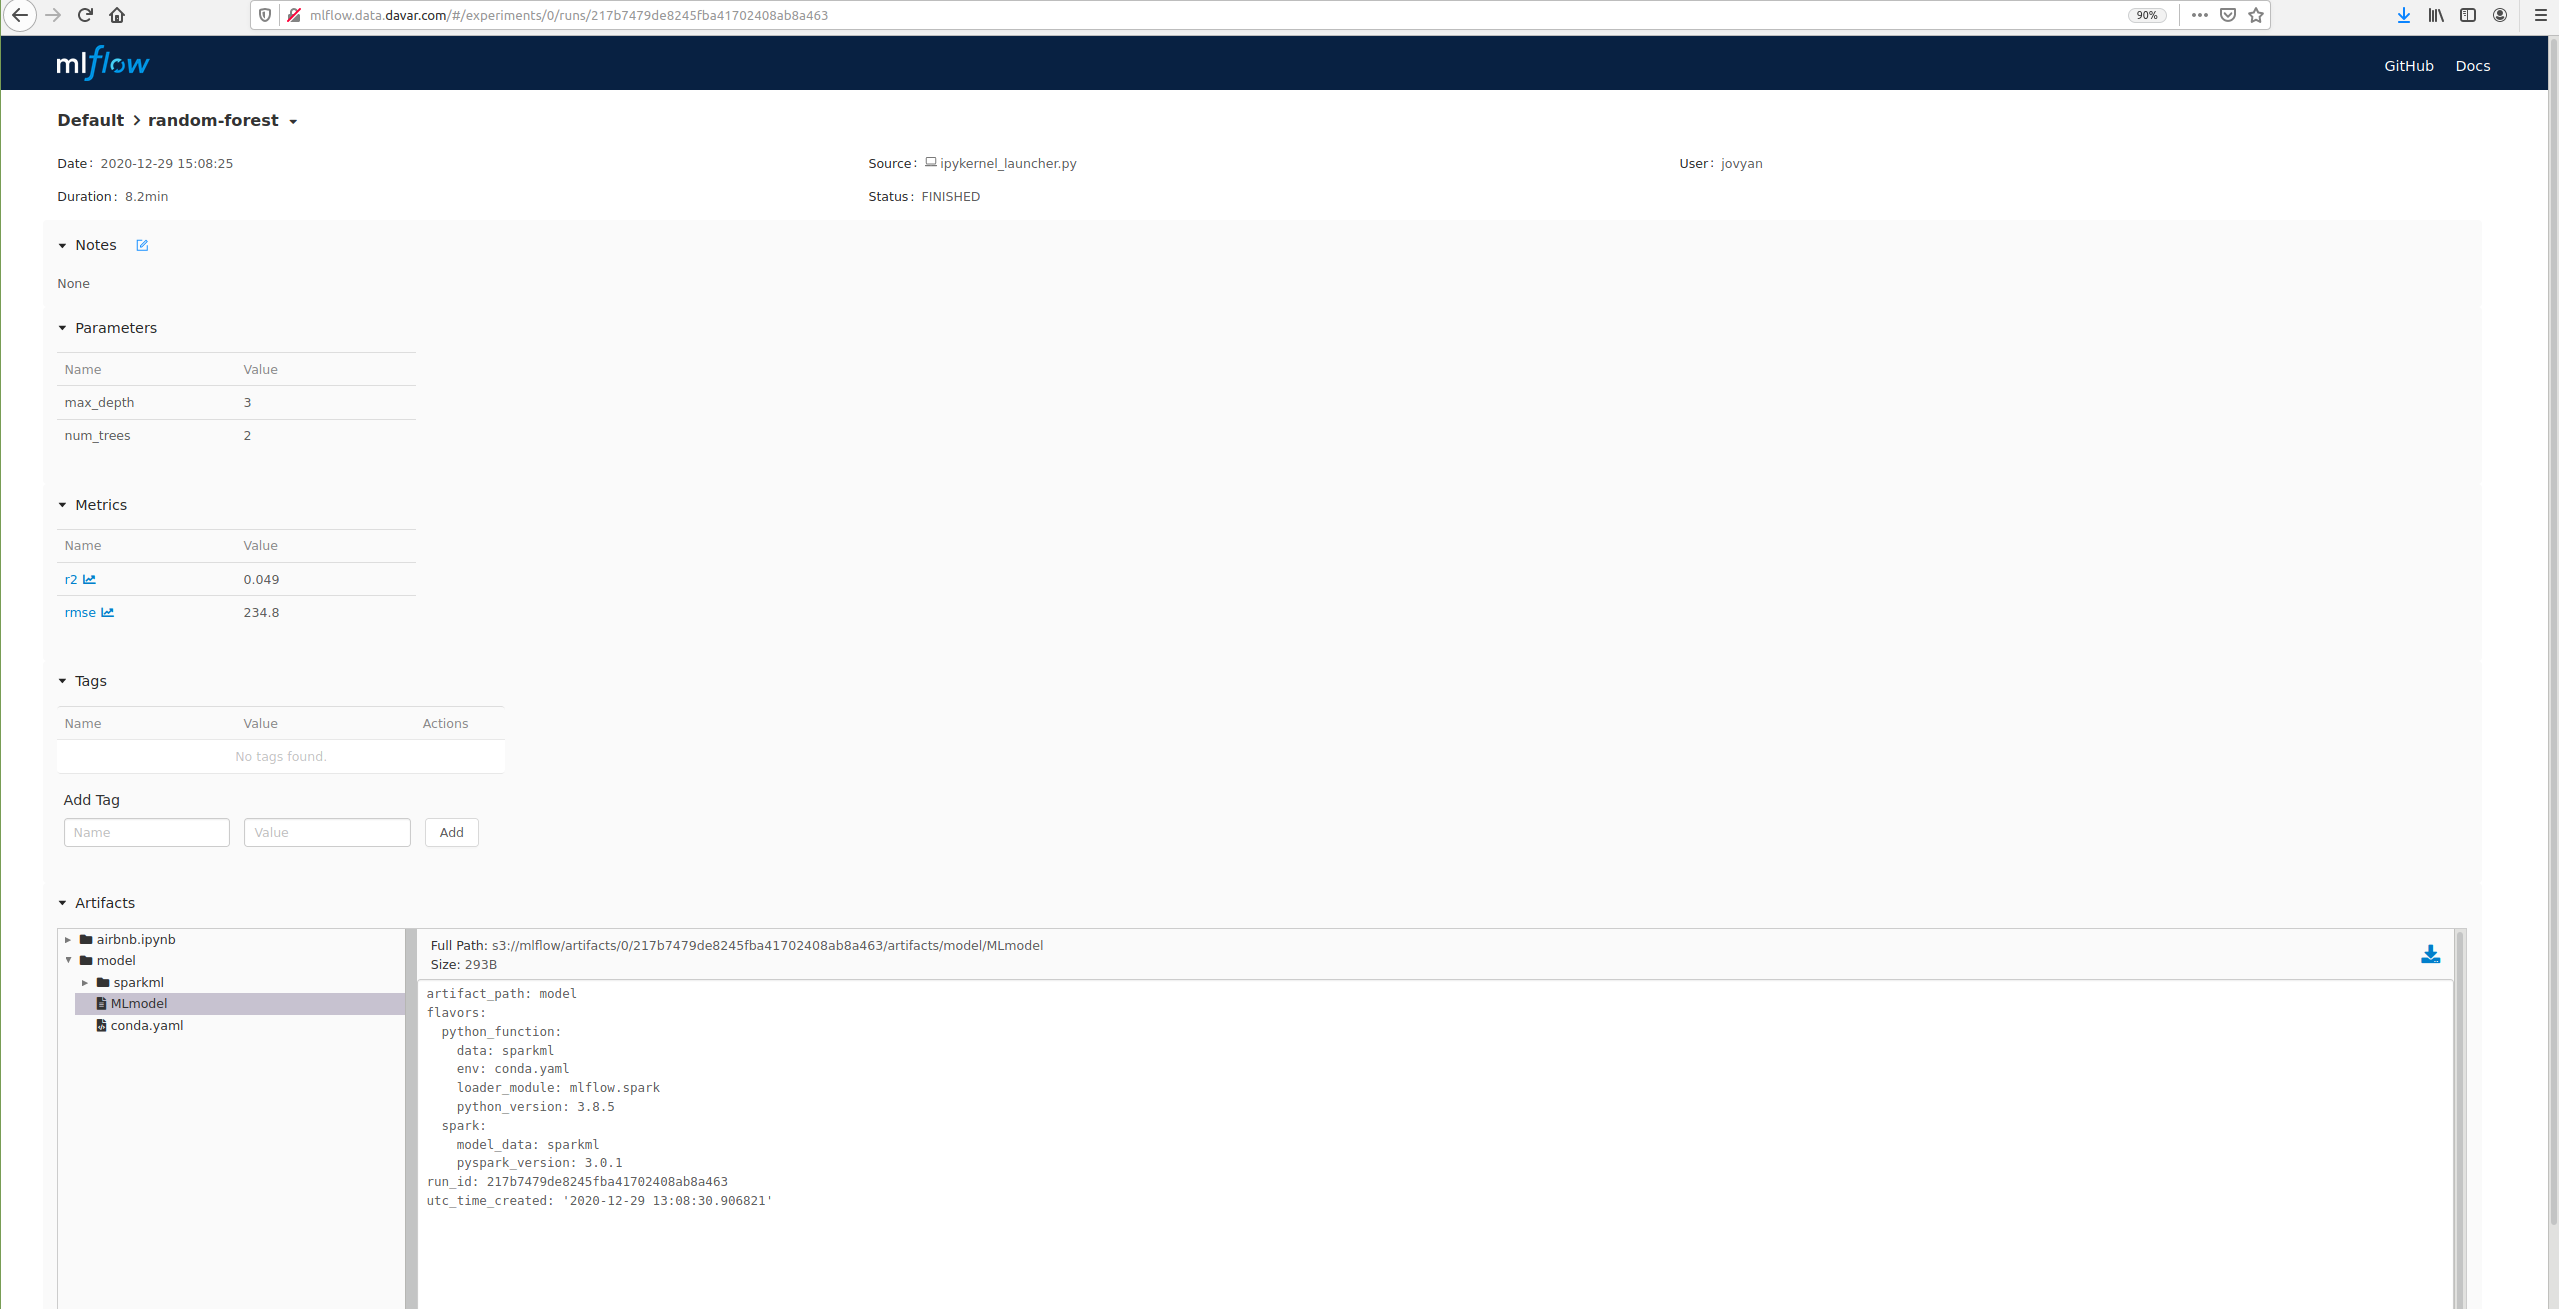 mlflow.data.davar.com/#/experiments/0/runs/217b7479de8245fba41702408ab8a463
90%
mlflow
GitHub Docs
Default > random-forest
Date: 2020-12-29 15:08:25
Source: ipykernel_launcher.py
User: jovyan
Duration: 8.2min
Status: FINISHED
Notes
None
Parameters
Name Value
max_depth 3
num_trees 2
Metrics
Name Value
r2 0.049
rmse 234.8
Tags
Name Value Actions
No tags found.
Add Tag
Name Value Add
Artifacts
airbnb.ipynb
model
sparkml
MLmodel
conda.yaml
Full Path: s3://mlflow/artifacts/0/217b7479de8245fba41702408ab8a463/artifacts/model/MLmodel
Size: 293B
artifact_path: model
flavors:
python_function:
data: sparkml
env: conda.yaml
loader_module: mlflow.spark
python_version: 3.8.5
spark:
model_data: sparkml
pyspark_version: 3.0.1
run_id: 217b7479de8245fba41702408ab8a463
utc_time_created: '2020-12-29 13:08:30.906821'